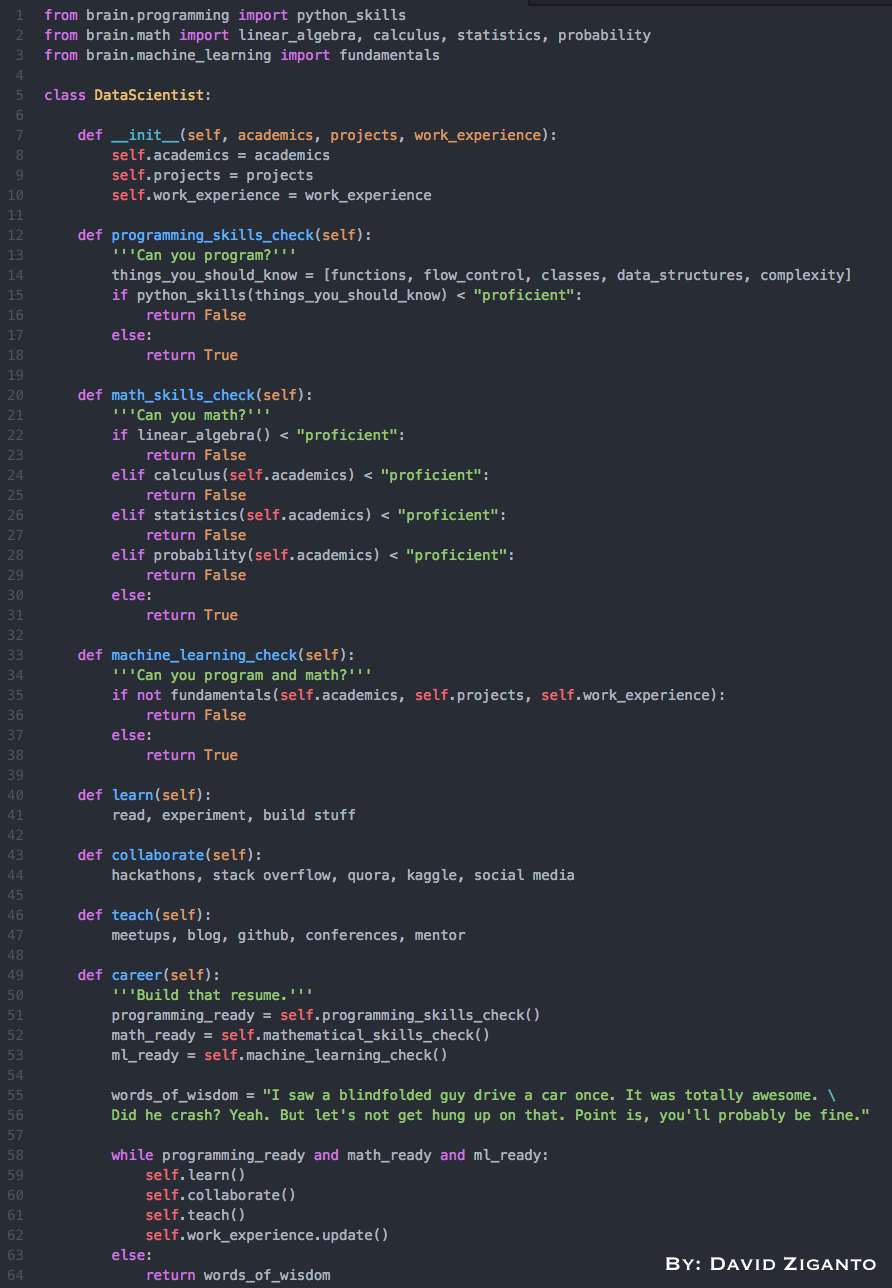 1 from brain.programming import python_skills
2 from brain.math import linear_algebra, calculus, statistics, probability
3 from brain.machine_learning import fundamentals
4
5 class DataScientist:
6
7     def __init__(self, academics, projects, work_experience):
8         self.academics = academics
9         self.projects = projects
10         self.work_experience = work_experience
11
12     def programming_skills_check(self):
13         '''Can you program?'''
14         things_you_should_know = [functions, flow_control, classes, data_structures, complexity]
15         if python_skills(things_you_should_know) < "proficient":
16             return False
17         else:
18             return True
19
20     def math_skills_check(self):
21         '''Can you math?'''
22         if linear_algebra() < "proficient":
23             return False
24         elif calculus(self.academics) < "proficient":
25             return False
26         elif statistics(self.academics) < "proficient":
27             return False
28         elif probability(self.academics) < "proficient":
29             return False
30         else:
31             return True
32
33     def machine_learning_check(self):
34         '''Can you program and math?'''
35         if not fundamentals(self.academics, self.projects, self.work_experience):
36             return False
37         else:
38             return True
39
40     def learn(self):
41         read, experiment, build stuff
42
43     def collaborate(self):
44         hackathons, stack overflow, quora, kaggle, social media
45
46     def teach(self):
47         meetups, blog, github, conferences, mentor
48
49     def career(self):
50         '''Build that resume.'''
51         programming_ready = self.programming_skills_check()
52         math_ready = self.mathematical_skills_check()
53         ml_ready = self.machine_learning_check()
54
55         words_of_wisdom = "I saw a blindfolded guy drive a car once. It was totally awesome. \
56         Did he crash? Yeah. But let's not get hung up on that. Point is, you'll probably be fine."
57
58         while programming_ready and math_ready and ml_ready:
59             self.learn()
60             self.collaborate()
61             self.teach()
62             self.work_experience.update()
63         else:
64             return words_of_wisdom
By: David Ziganto